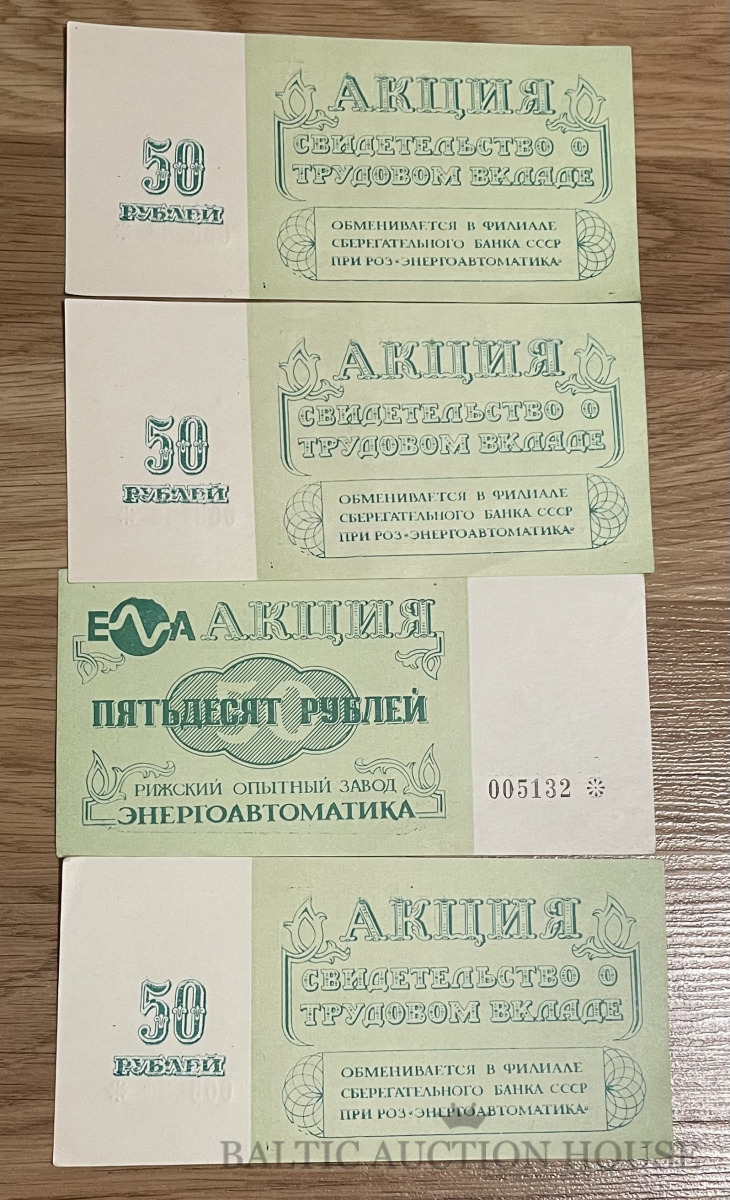 АКЦИЯ
СВИДЕТЕЛЬСТВО О
ТРУДОВОМ ВКЛАДЕ
50
РУБЛЕЙ
ОБМЕНИВАЕТСЯ В ФИЛИАЛЕ
СБЕРЕГАТЕЛЬНОГО БАНКА СССР
ПРИ РОЗ «ЭНЕРГОАВТОМАТИКА»
АКЦИЯ
СВИДЕТЕЛЬСТВО О
ТРУДОВОМ ВКЛАДЕ
50
РУБЛЕЙ
ОБМЕНИВАЕТСЯ В ФИЛИАЛЕ
СБЕРЕГАТЕЛЬНОГО БАНКА СССР
ПРИ РОЗ «ЭНЕРГОАВТОМАТИКА»
ЕА АКЦИЯ
50
ПЯТЬДЕСЯТ РУБЛЕЙ
РИЖСКИЙ ОПЫТНЫЙ ЗАВОД
ЭНЕРГОАВТОМАТИКА
005132 *
АКЦИЯ
СВИДЕТЕЛЬСТВО О
ТРУДОВОМ ВКЛАДЕ
50
РУБЛЕЙ
ОБМЕНИВАЕТСЯ В ФИЛИАЛЕ
СБЕРЕГАТЕЛЬНОГО БАНКА СССР
ПРИ РОЗ «ЭНЕРГОАВТОМАТИКА»
BALTIC AUCTION HOUSE